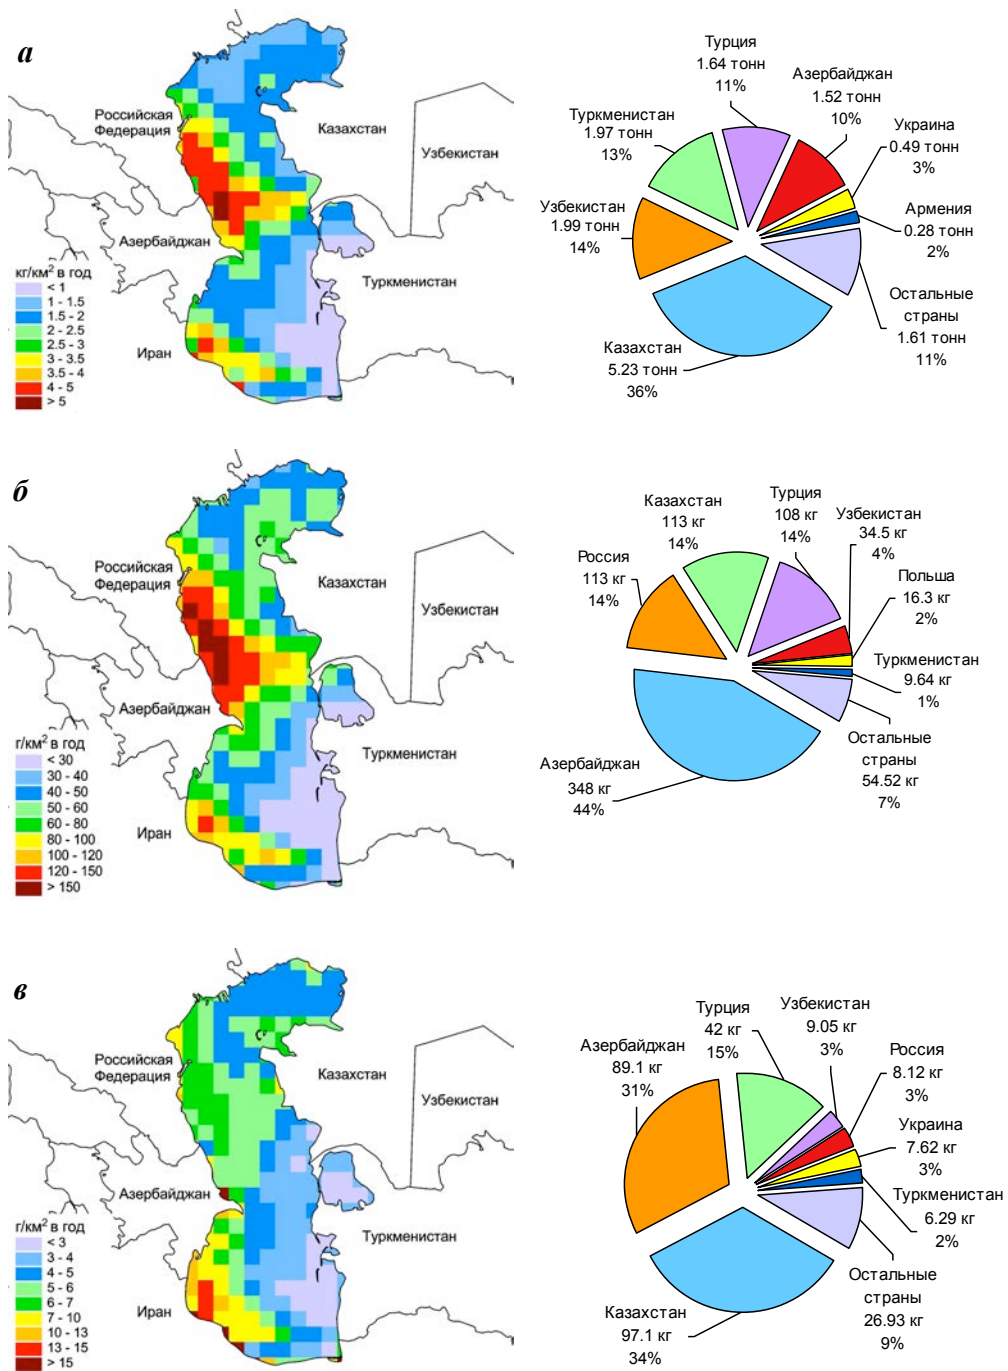 а
Российская
Федерация
Казахстан
Узбекистан
Азербайджан
Туркменистан
Иран
кг/км² в год
< 1
1 - 1.5
1.5 - 2
2 - 2.5
2.5 - 3
3 - 3.5
3.5 - 4
4 - 5
> 5
Турция
1.64 тонн
11%
Азербайджан
1.52 тонн
10%
Украина
0.49 тонн
3%
Армения
0.28 тонн
2%
Остальные
страны
1.61 тонн
11%
Казахстан
5.23 тонн
36%
Узбекистан
1.99 тонн
14%
Туркменистан
1.97 тонн
13%
б
Российская
Федерация
Казахстан
Узбекистан
Азербайджан
Туркменистан
Иран
г/км² в год
< 30
30 - 40
40 - 50
50 - 60
60 - 80
80 - 100
100 - 120
120 - 150
> 150
Казахстан
113 кг
14%
Турция
108 кг
14%
Узбекистан
34.5 кг
4%
Польша
16.3 кг
2%
Туркменистан
9.64 кг
1%
Остальные
страны
54.52 кг
7%
Азербайджан
348 кг
44%
Россия
113 кг
14%
в
Российская
Федерация
Казахстан
Узбекистан
Азербайджан
Туркменистан
Иран
г/км² в год
< 3
3 - 4
4 - 5
5 - 6
6 - 7
7 - 10
10 - 13
13 - 15
> 15
Азербайджан
89.1 кг
31%
Турция
42 кг
15%
Узбекистан
9.05 кг
3%
Россия
8.12 кг
3%
Украина
7.62 кг
3%
Туркменистан
6.29 кг
2%
Остальные
страны
26.93 кг
9%
Казахстан
97.1 кг
34%